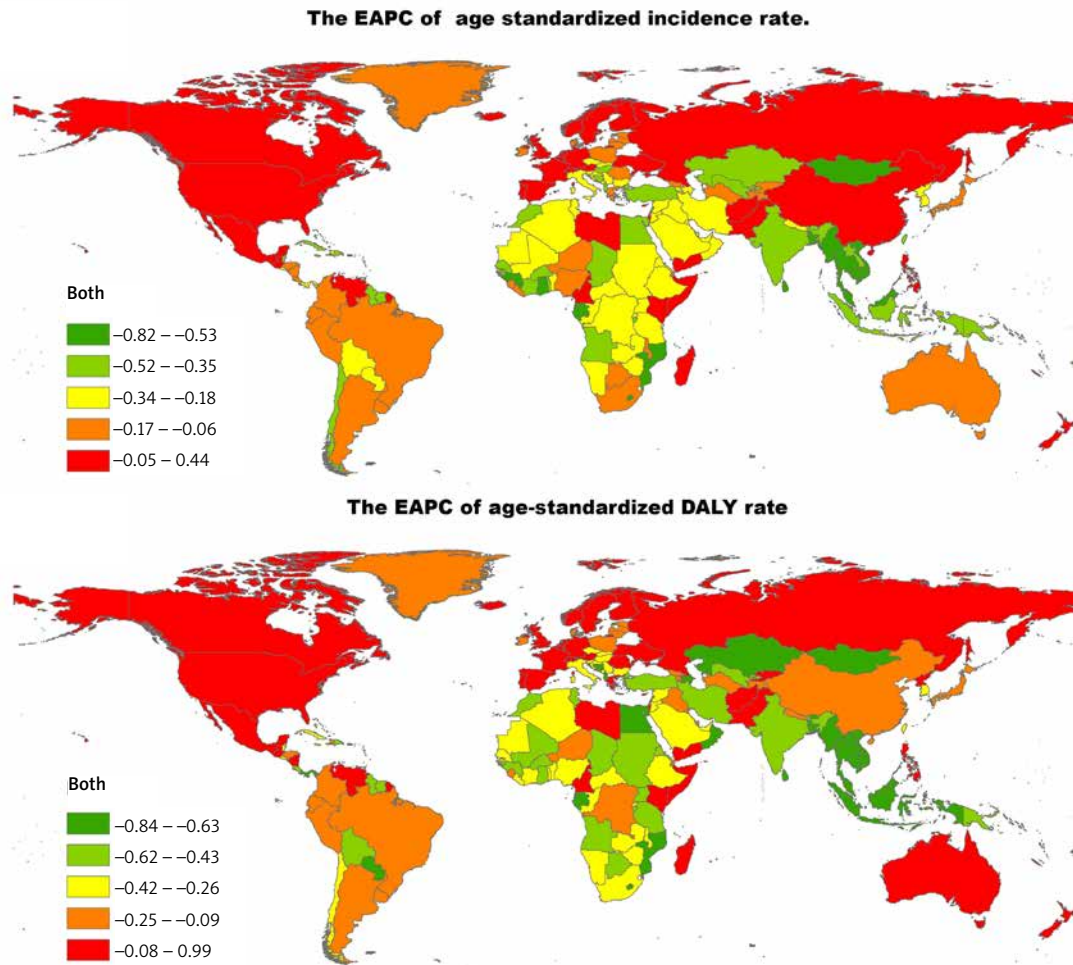 The EAPC of age standardized incidence rate.
Both
−0.82 – −0.53
−0.52 – −0.35
−0.34 – −0.18
−0.17 – −0.06
−0.05 – 0.44
The EAPC of age-standardized DALY rate
Both
−0.84 – −0.63
−0.62 – −0.43
−0.42 – −0.26
−0.25 – −0.09
−0.08 – 0.99